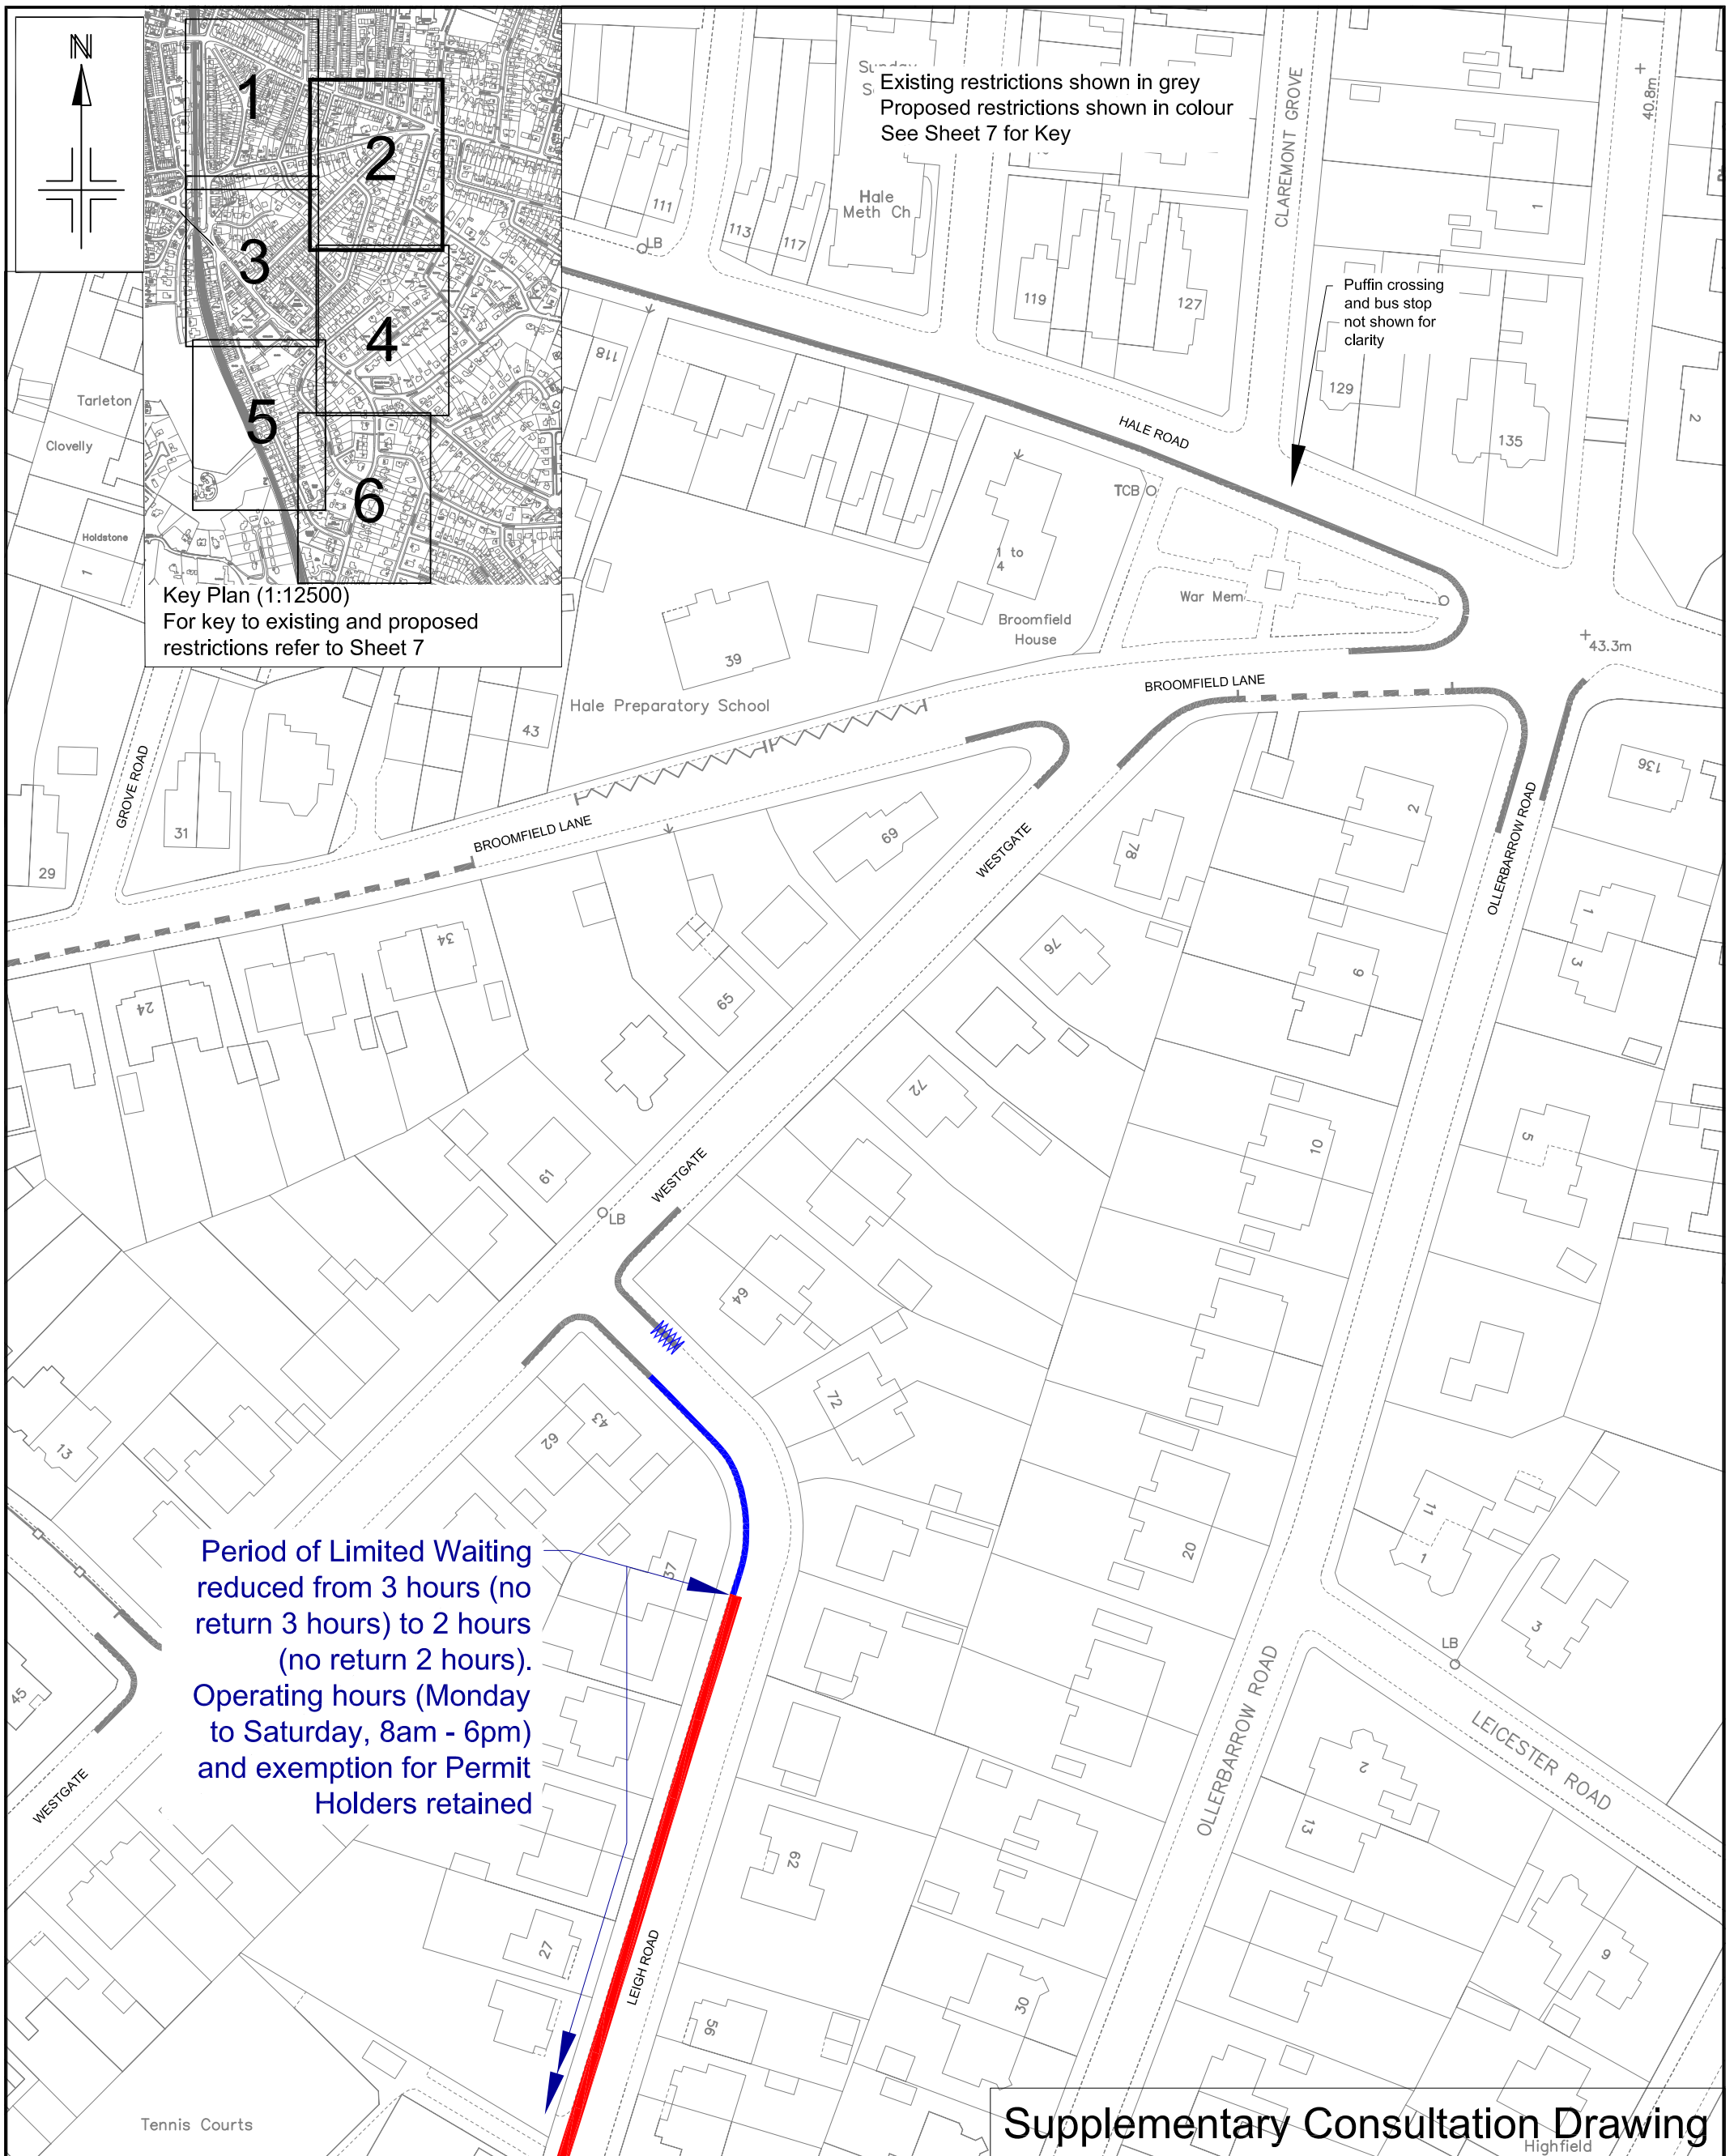 N
1
2
3
4
5
6
Key Plan (1:12500)
For key to existing and proposed
restrictions refer to Sheet 7
Existing restrictions shown in grey
Proposed restrictions shown in colour
See Sheet 7 for Key
Hale
Meth Ch
111
113
117
LB
119
127
CLAREMONT GROVE
1
40.8m
Puffin crossing
and bus stop
not shown for
clarity
129
135
2
118
HALE ROAD
TCB
1 to
4
War Mem
Broomfield
House
43.3m
Tarleton
Clovelly
Holdstone
1
39
Hale Preparatory School
43
BROOMFIELD LANE
136
GROVE ROAD
31
29
BROOMFIELD LANE
69
WESTGATE
78
2
OLLERBARROW ROAD
1
3
34
24
76
6
65
72
10
5
61
WESTGATE
LB
64
72
43
62
13
20
11
1
3
LB
37
Period of Limited Waiting
reduced from 3 hours (no
return 3 hours) to 2 hours
(no return 2 hours).
Operating hours (Monday
to Saturday, 8am - 6pm)
and exemption for Permit
Holders retained
45
WESTGATE
OLLERBARROW ROAD
LEICESTER ROAD
2
13
62
9
27
LEIGH ROAD
30
56
Tennis Courts
Supplementary Consultation Drawing
Highfield